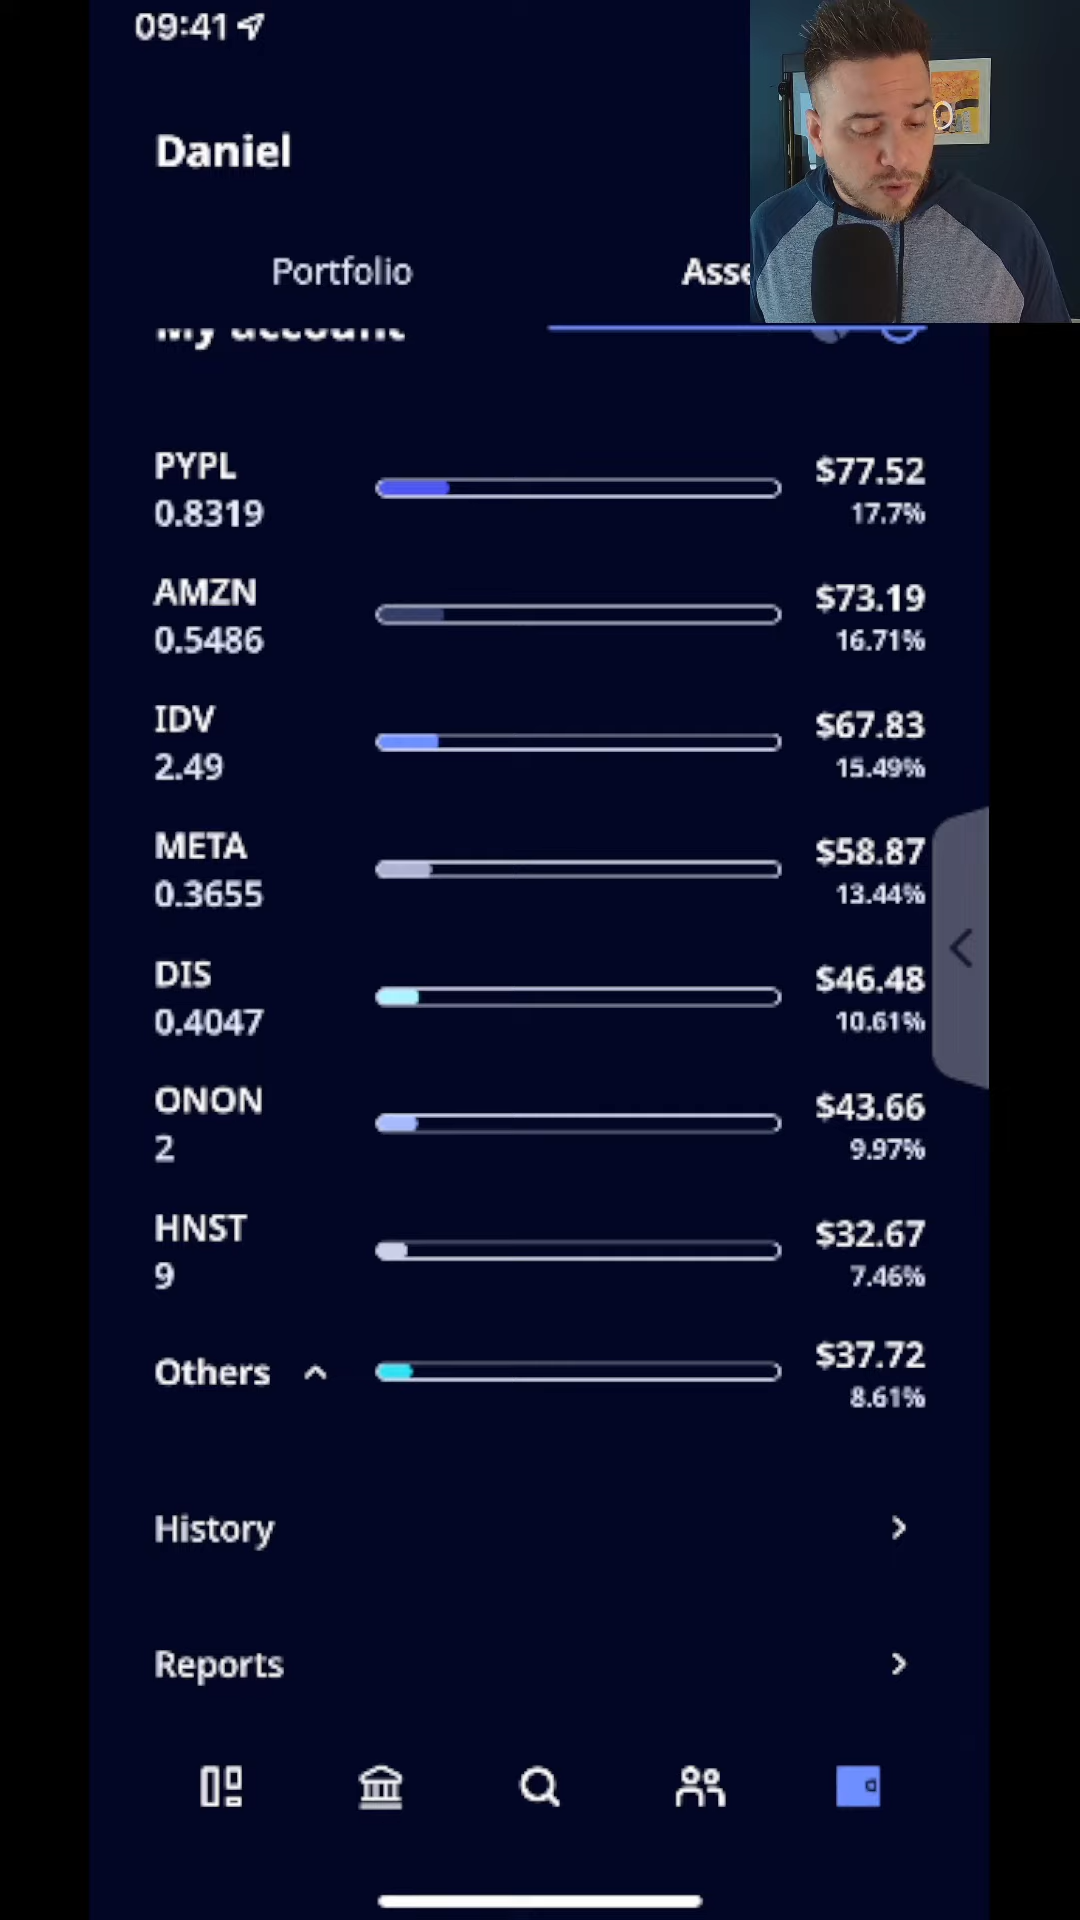 09:41
Daniel
Portfolio
Asse
My account
PYPL
$77.52
0.8319
17.7%
AMZN
$73.19
0.5486
16.71%
IDV
$67.83
2.49
15.49%
META
$58.87
0.3655
13.44%
DIS
$46.48
0.4047
10.61%
ONON
$43.66
2
9.97%
HNST
$32.67
9
7.46%
Others
$37.72
8.61%
History
Reports